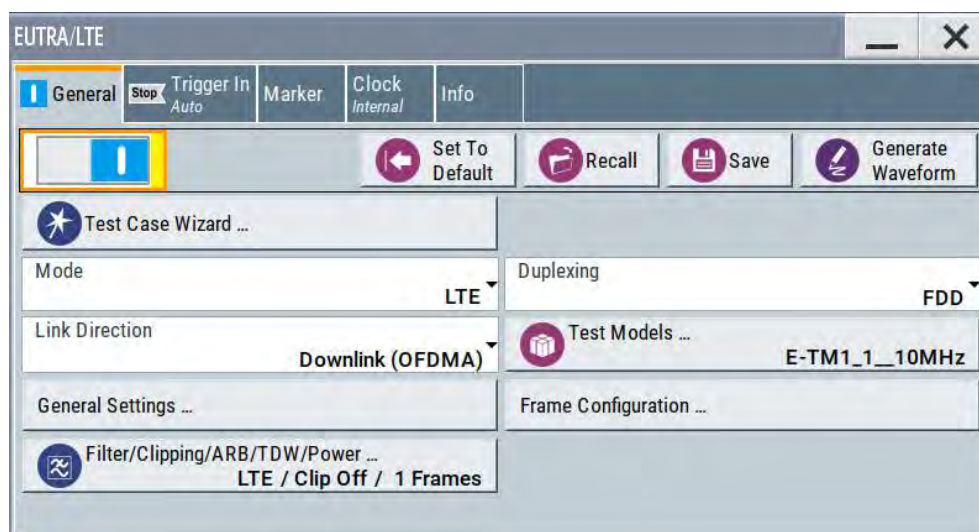 EUTRA/LTE
General
Stop
Trigger In
Auto
Marker
Clock
Internal
Info
Set To
Default
Recall
Save
Generate
Waveform
Test Case Wizard ...
Mode
LTE
Duplexing
FDD
Link Direction
Downlink (OFDMA)
Test Models ...
E-TM1_1__10MHz
General Settings ...
Frame Configuration ...
Filter/Clipping/ARB/TDW/Power ...
LTE / Clip Off / 1 Frames